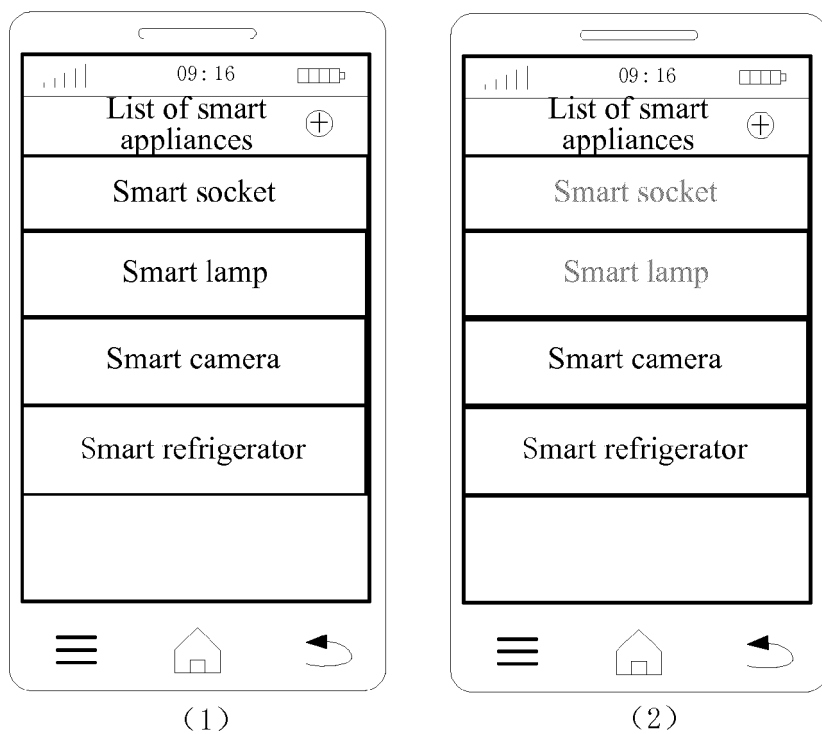 09:16
List of smart
appliances
Smart socket
Smart lamp
Smart camera
Smart refrigerator
(1)
09:16
List of smart
appliances
Smart socket
Smart lamp
Smart camera
Smart refrigerator
(2)